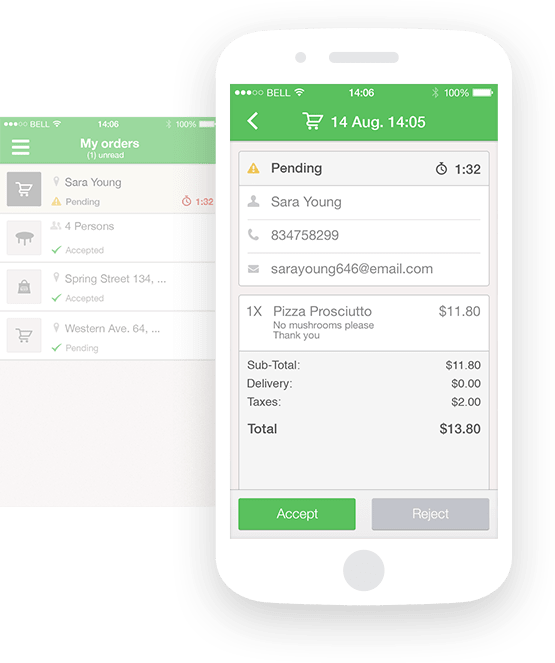 BELL 14:06 100%
My orders
(1) unread
Sara Young
Pending 1:32
4 Persons
Accepted
Spring Street 134, ...
Accepted
Western Ave. 64, ...
Pending
BELL 14:06 100%
14 Aug. 14:05
Pending 1:32
Sara Young
834758299
sarayoung646@email.com
1X Pizza Prosciutto $11.80
No mushrooms please
Thank you
Sub-Total: $11.80
Delivery: $0.00
Taxes: $2.00
Total $13.80
Accept Reject